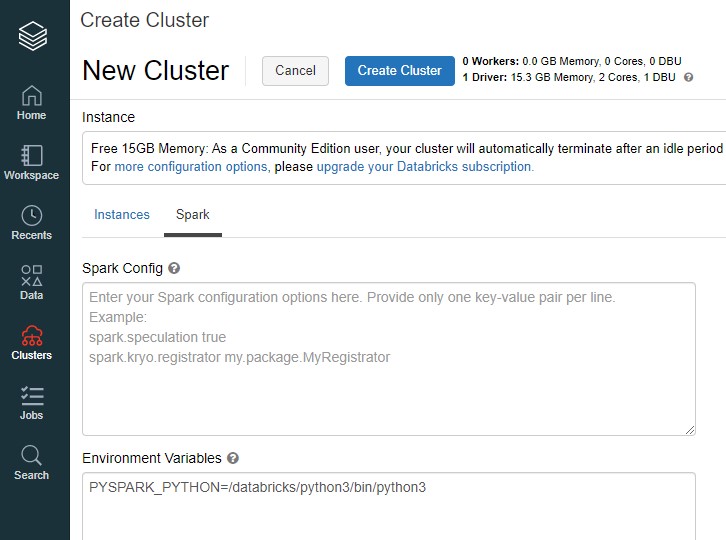 Create Cluster
New Cluster
Cancel
Create Cluster
0 Workers: 0.0 GB Memory, 0 Cores, 0 DBU
1 Driver: 15.3 GB Memory, 2 Cores, 1 DBU ?
Home
Workspace
Recents
Data
Clusters
Jobs
Search
Instance
Free 15GB Memory: As a Community Edition user, your cluster will automatically terminate after an idle period
For more configuration options, please upgrade your Databricks subscription.
Instances
Spark
Spark Config ?
Enter your Spark configuration options here. Provide only one key-value pair per line.
Example:
spark.speculation true
spark.kryo.registrator my.package.MyRegistrator
Environment Variables ?
PYSPARK_PYTHON=/databricks/python3/bin/python3